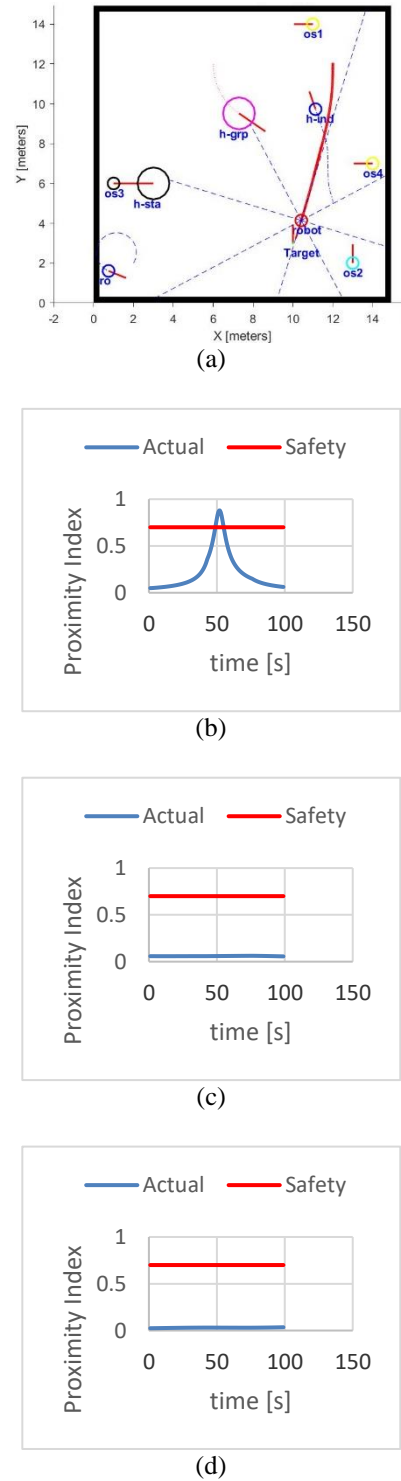 14
12
10
8
6
4
2
0
Y [meters]
os1
h-ind
h-grp
os4
os3
h-sta
robot
Target
os2
ro
-2 0 2 4 6 8 10 12 14
X [meters]
(a)
Actual Safety
1
0.5
0
Proximity Index
0 50 100 150
time [s]
(b)
Actual Safety
1
0.5
0
Proximity Index
0 50 100 150
time [s]
(c)
Actual Safety
1
0.5
0
Proximity Index
0 50 100 150
time [s]
(d)